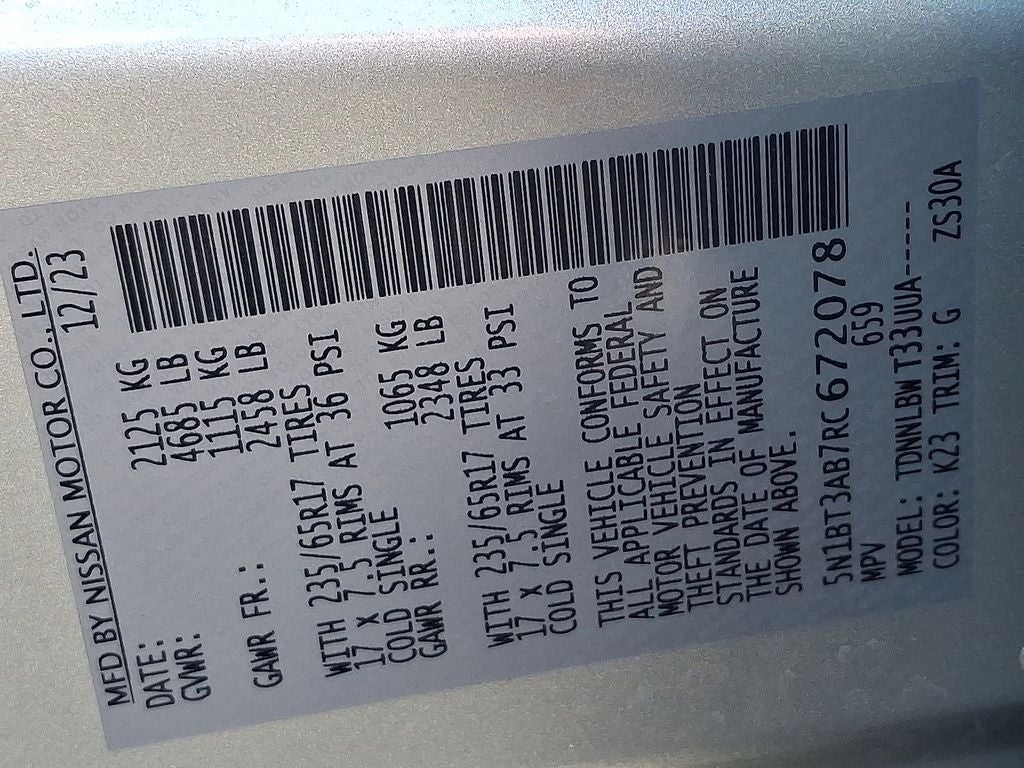 MFD BY NISSAN MOTOR CO., LTD.
DATE: 12/23
GVWR: 2125 KG
4685 LB
1115 KG
GAWR FR.: 2458 LB
WITH 235/65R17 TIRES
17 X 7.5 RIMS AT 36 PSI
COLD SINGLE
GAWR RR.: 1065 KG
2348 LB
WITH 235/65R17 TIRES
17 X 7.5 RIMS AT 33 PSI
COLD SINGLE
THIS VEHICLE CONFORMS TO
ALL APPLICABLE FEDERAL
MOTOR VEHICLE SAFETY AND
THEFT PREVENTION
STANDARDS IN EFFECT ON
THE DATE OF MANUFACTURE
SHOWN ABOVE.
5N1BT3AB7RC672078
MPV 659
MODEL: TDNNLBWT33UUA-----
COLOR: K23 TRIM: G ZS30A